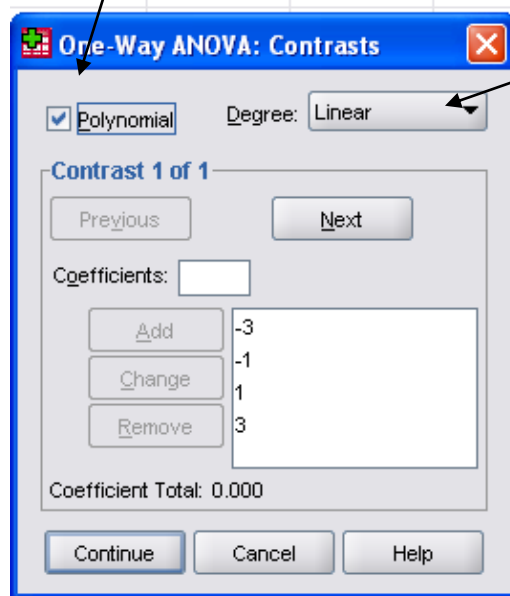 One-Way ANOVA: Contrasts
Polynomial Degree: Linear
Contrast 1 of 1
Previous Next
Coefficients:
Add
Change
Remove
-3
-1
1
3
Coefficient Total: 0.000
Continue Cancel Help